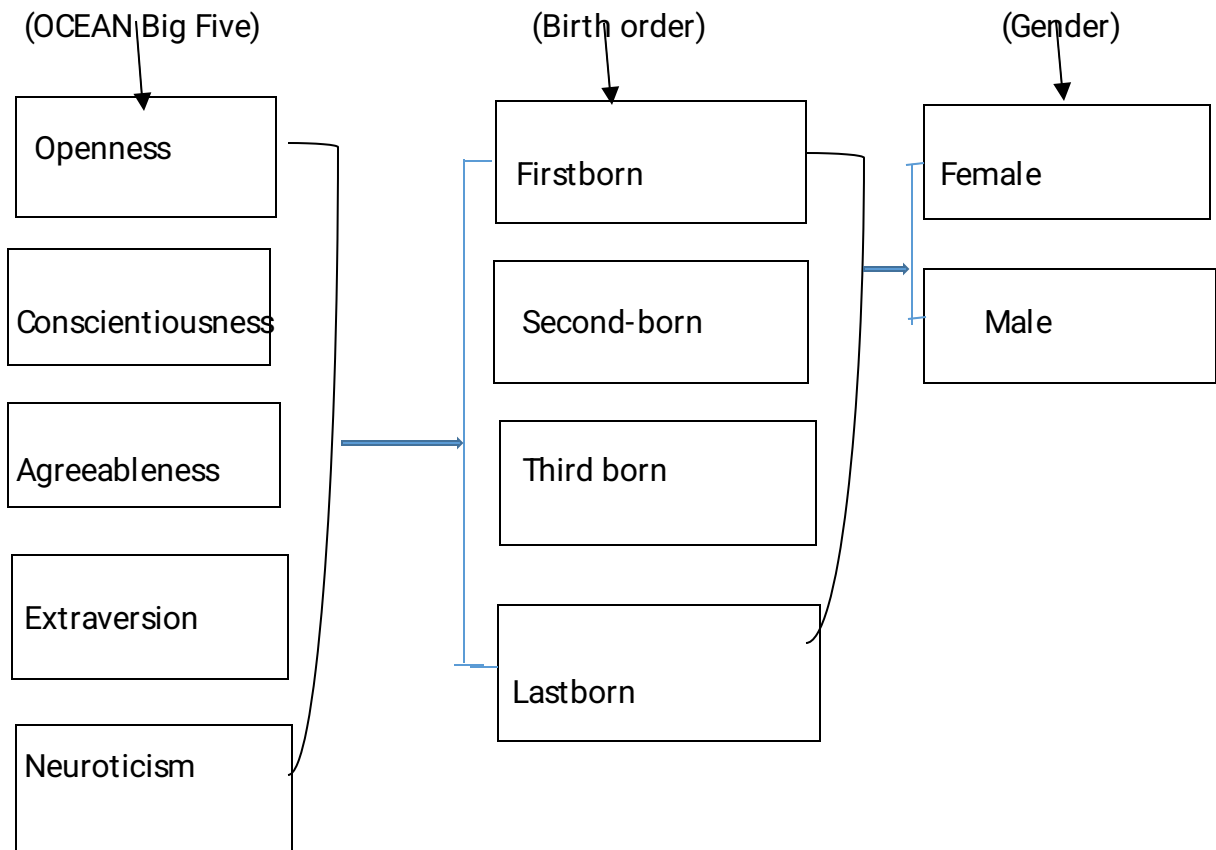 (OCEAN Big Five)
(Birth order)
(Gender)
Openness
Conscientiousness
Agreeableness
Extraversion
Neuroticism
Firstborn
Second-born
Third born
Lastborn
Female
Male